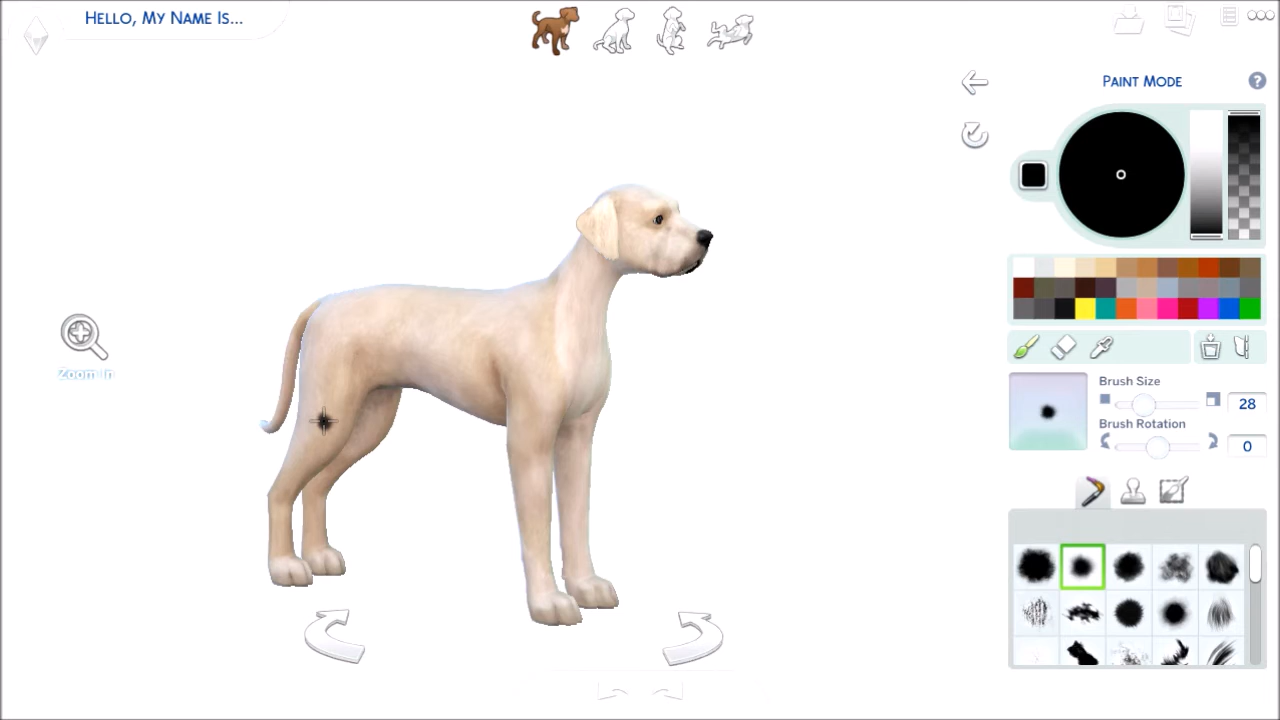 Hello, My Name Is...
Paint Mode
?
Brush Size
28
Brush Rotation
0
Zoom In